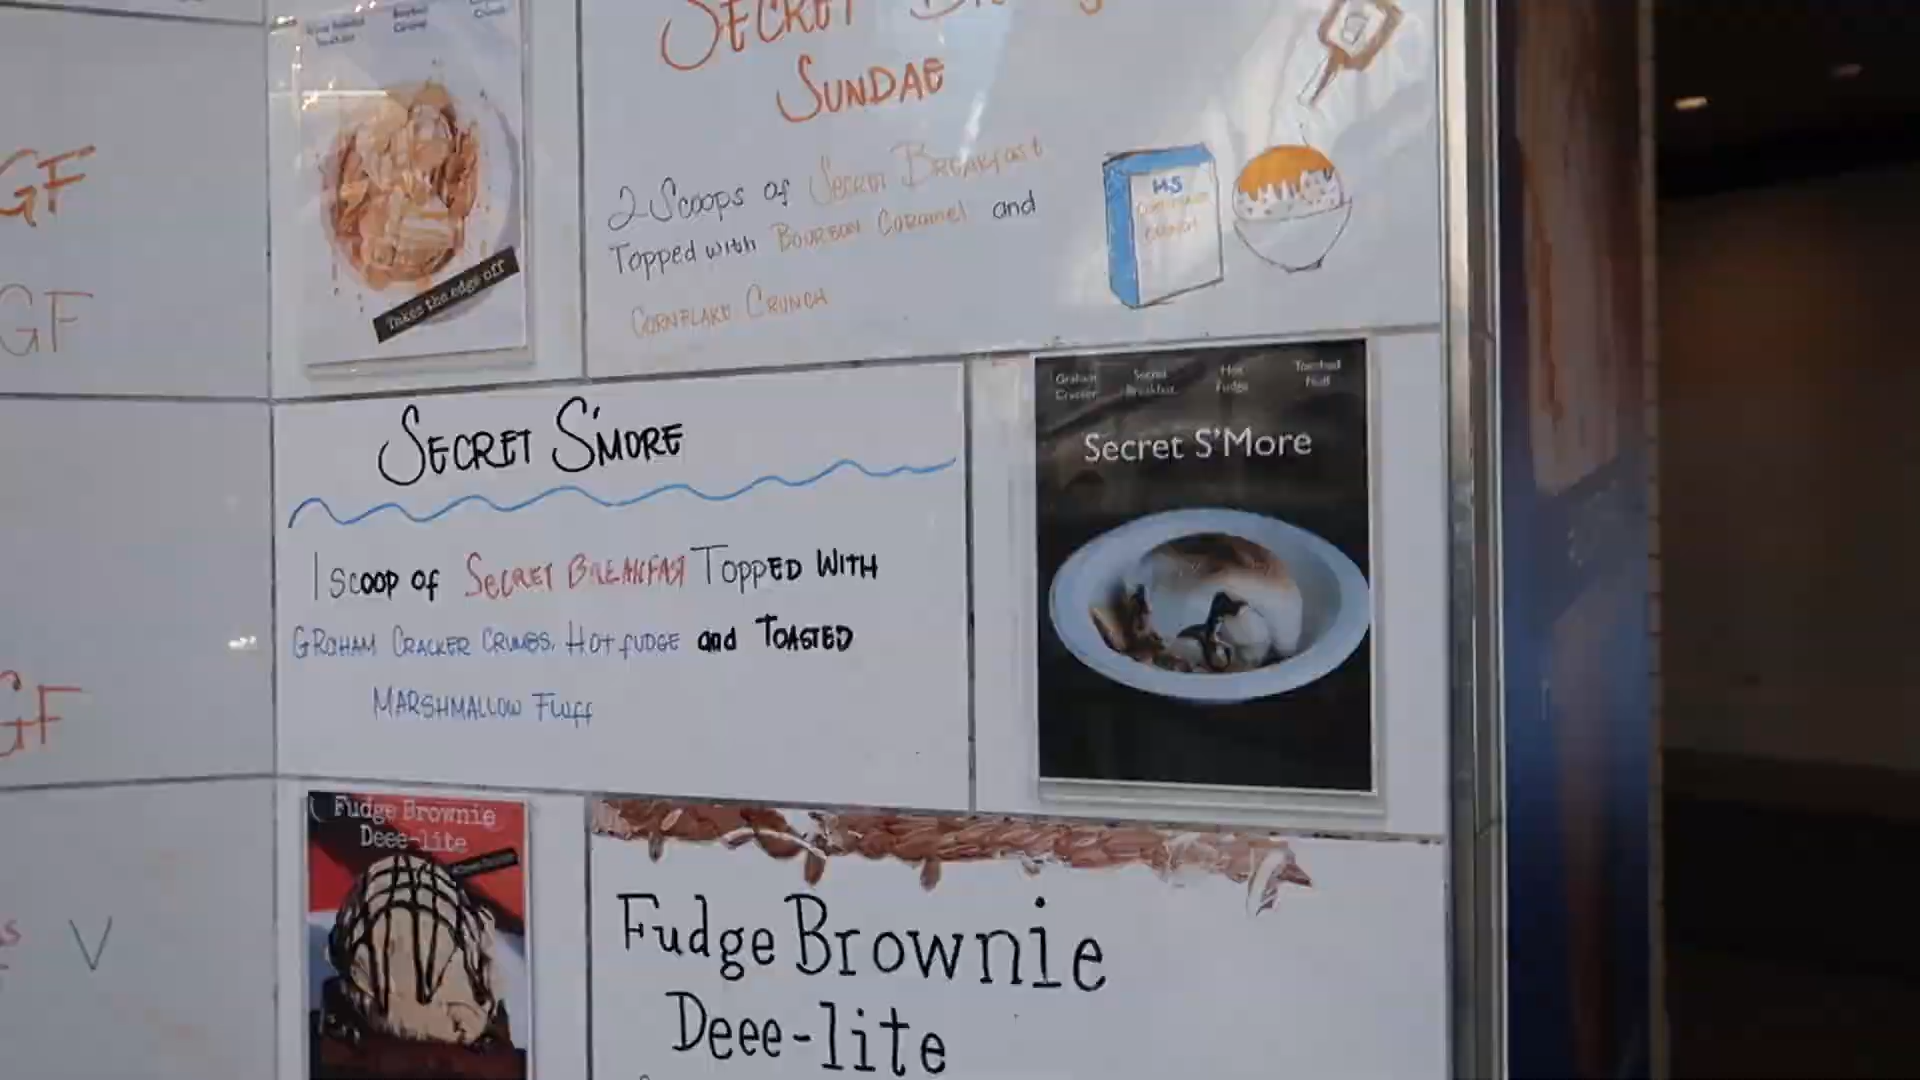 GF
GF
GF
V
Takes the edge off
SECRET
SUNDAE
2 Scoops of SECRET BREAKFAST
Topped with BOURBON CARAMEL and
CORNFLAKE CRUNCH
H.S
SECRET S'MORE
1 SCOOP OF SECRET BREAKFAST TOPPED WITH
GRAHAM CRACKER CRUMBS, HOT FUDGE and TOASTED
MARSHMALLOW FLUFF
Graham
Cracker
Secret
Breakfast
Hot
Fudge
Fluff
Secret S'More
Fudge Brownie
Deee-lite
Fudge Brownie
Deee-lite